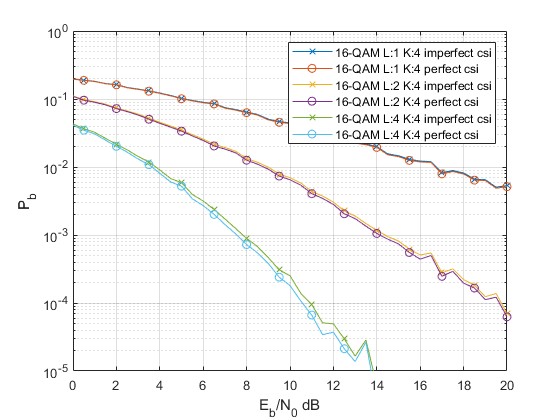 10^0
10^-1
10^-2
10^-3
10^-4
10^-5
P_b
16-QAM L:1 K:4 imperfect csi
16-QAM L:1 K:4 perfect csi
16-QAM L:2 K:4 imperfect csi
16-QAM L:2 K:4 perfect csi
16-QAM L:4 K:4 imperfect csi
16-QAM L:4 K:4 perfect csi
0 2 4 6 8 10 12 14 16 18 20
E_b/N_0 dB